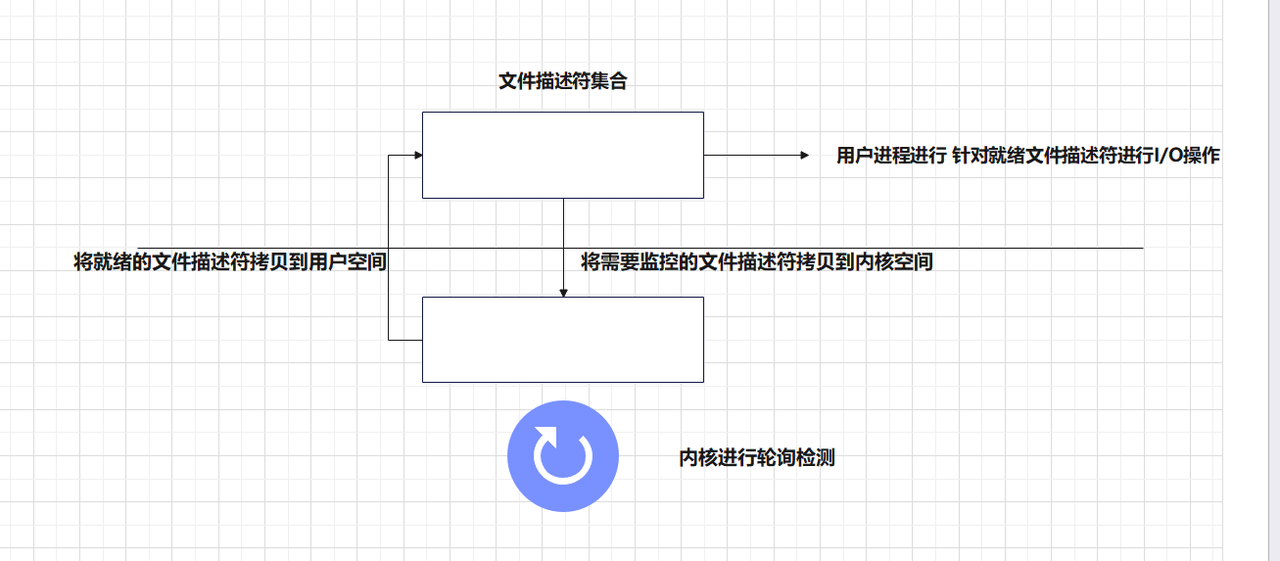 文件描述符集合
用户进程进行 针对就绪文件描述符进行I/O操作
将就绪的文件描述符拷贝到用户空间
将需要监控的文件描述符拷贝到内核空间
内核进行轮询检测